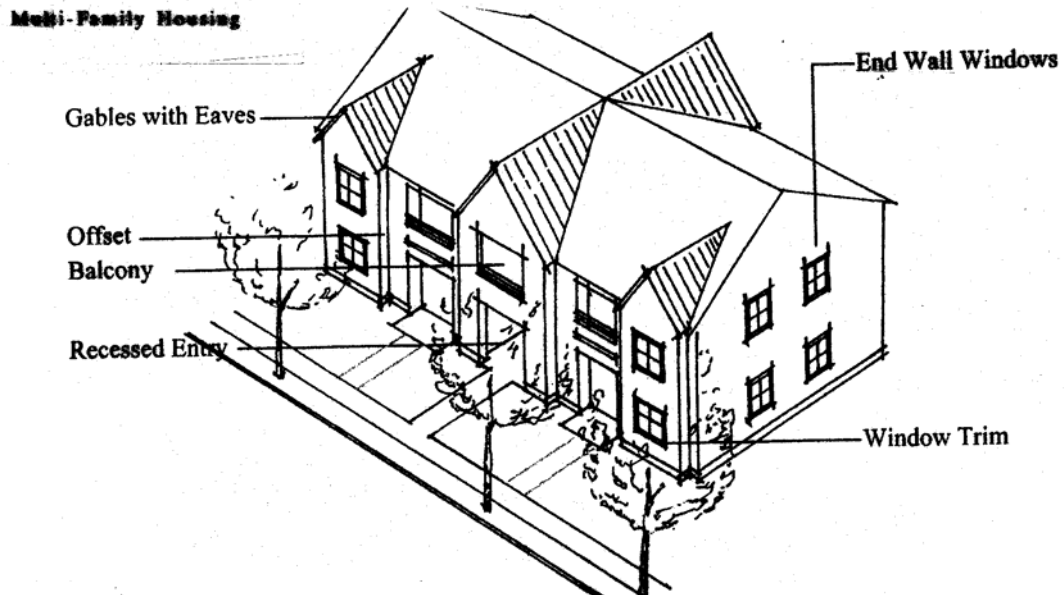 Multi-Family Housing
End Wall Windows
Gables with Eaves
Offset
Balcony
Recessed Entry
Window Trim